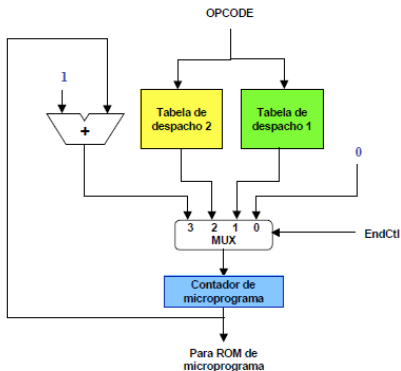 OPCODE
1
Tabela de
despacho 2
Tabela de
despacho 1
+
0
3 2 1 0
MUX
EndCtl
Contador de
microprograma
Para ROM de
microprograma